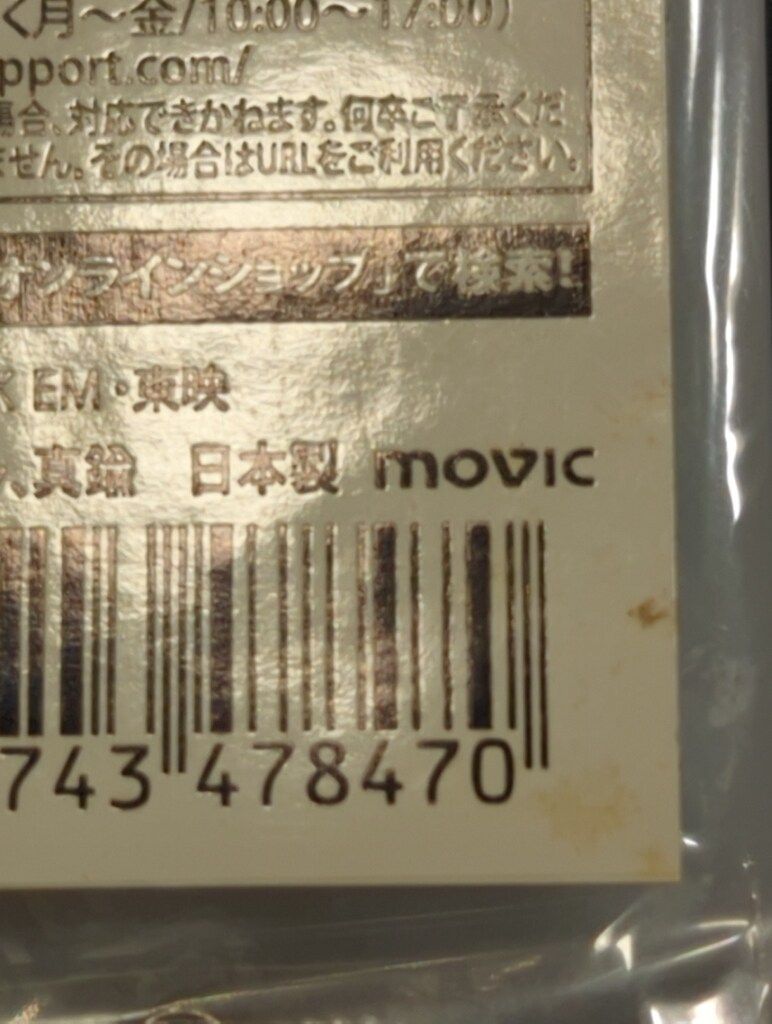 く月～金/10:00～17:00)
pport.com/
場合、対応できかねます。何卒ご了承くだ
ません。その場合はURLをご利用ください。
オンラインショップ」で検索!
EM・東映
、真鍮 日本製 movic
743 478470